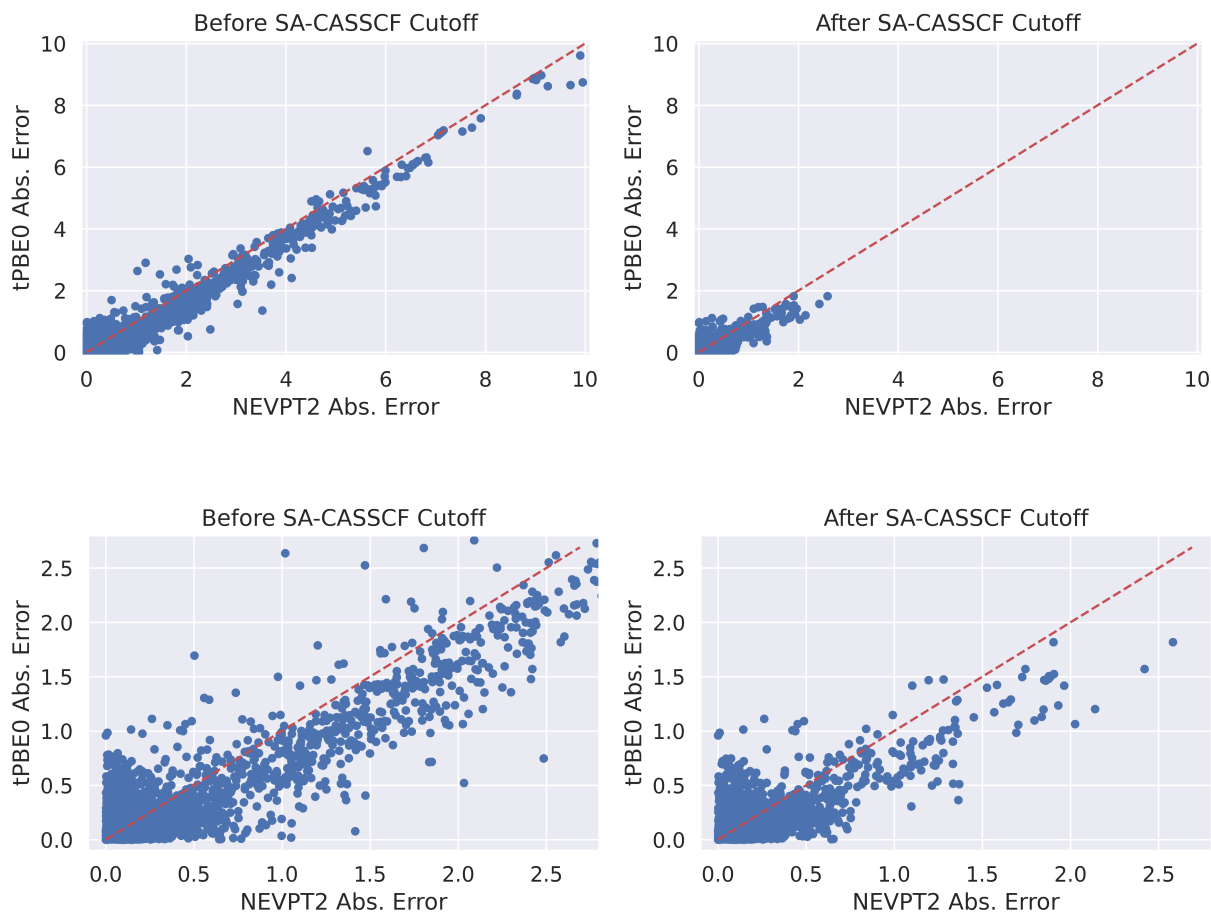 Before SA-CASSCF Cutoff
After SA-CASSCF Cutoff
10
8
6
4
2
0
tPBE0 Abs. Error
0 2 4 6 8 10
NEVPT2 Abs. Error
10
8
6
4
2
0
tPBE0 Abs. Error
0 2 4 6 8 10
NEVPT2 Abs. Error
Before SA-CASSCF Cutoff
After SA-CASSCF Cutoff
2.5
2.0
1.5
1.0
0.5
0.0
tPBE0 Abs. Error
0.0 0.5 1.0 1.5 2.0 2.5
NEVPT2 Abs. Error
2.5
2.0
1.5
1.0
0.5
0.0
tPBE0 Abs. Error
0.0 0.5 1.0 1.5 2.0 2.5
NEVPT2 Abs. Error